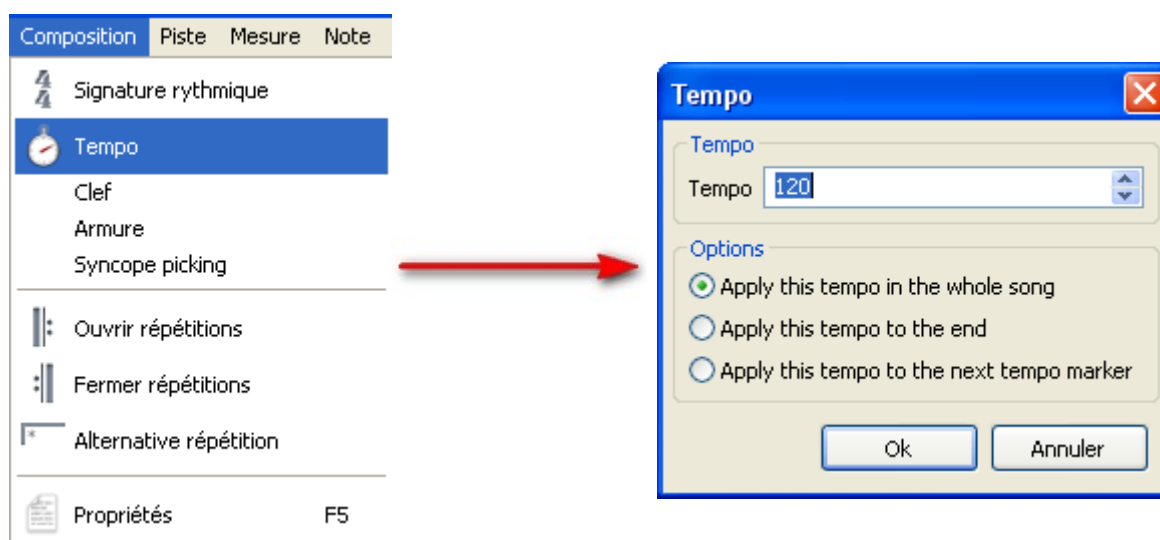 Composition Piste Mesure Note
4
4 Signature rythmique
Tempo
Clef
Armure
Syncope picking
Ouvrir répétitions
Fermer répétitions
* Alternative répétition
Propriétés F5
Tempo
Tempo
Tempo 120
Options
Apply this tempo in the whole song
Apply this tempo to the end
Apply this tempo to the next tempo marker
Ok Annuler